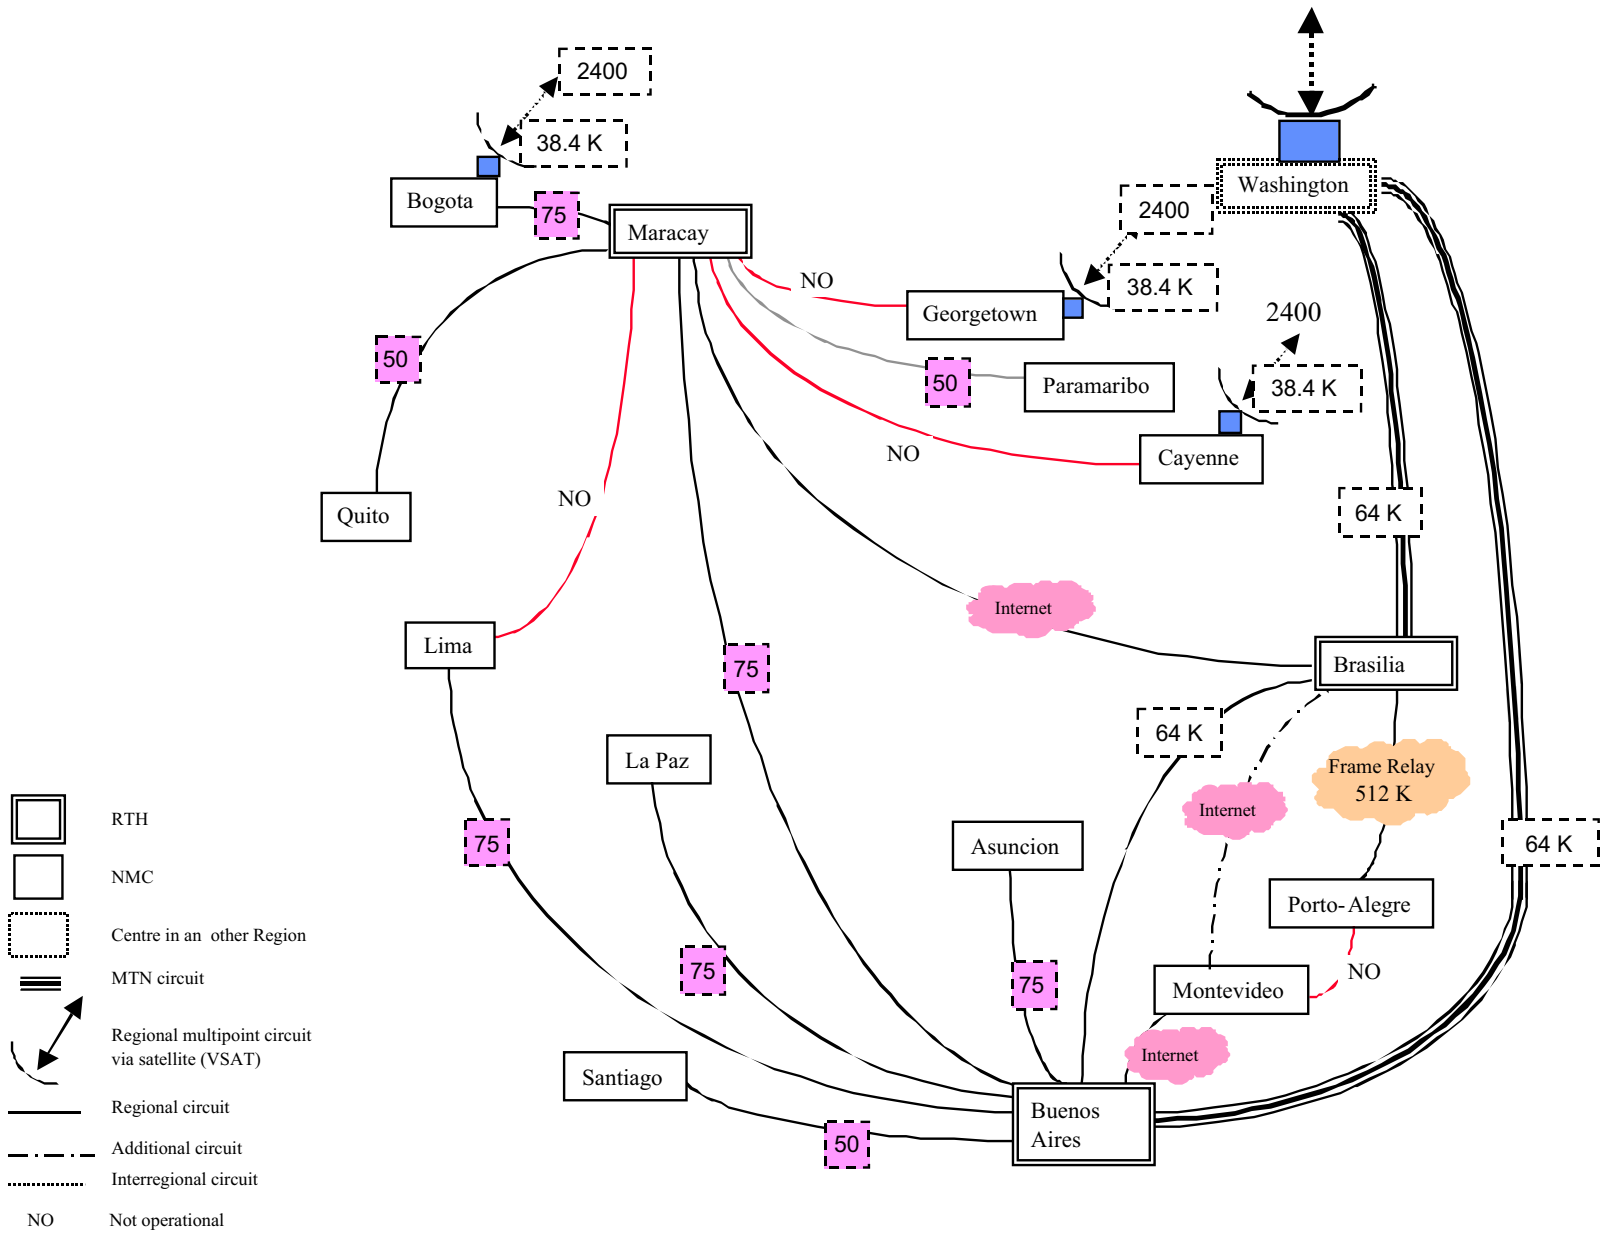 2400
38.4 K
Bogota
75
Maracay
Washington
2400
NO
38.4 K
Georgetown
2400
50
50
Paramaribo
38.4 K
NO
Cayenne
NO
Quito
64 K
Internet
Lima
75
Brasilia
64 K
La Paz
Frame Relay
512 K
Internet
RTH
75
Asuncion
64 K
NMC
Porto-Alegre
Centre in an other Region
75
75
NO
MTN circuit
Montevideo
Regional multipoint circuit
via satellite (VSAT)
Internet
Santiago
Regional circuit
Buenos
Aires
50
Additional circuit
Interregional circuit
NO
Not operational